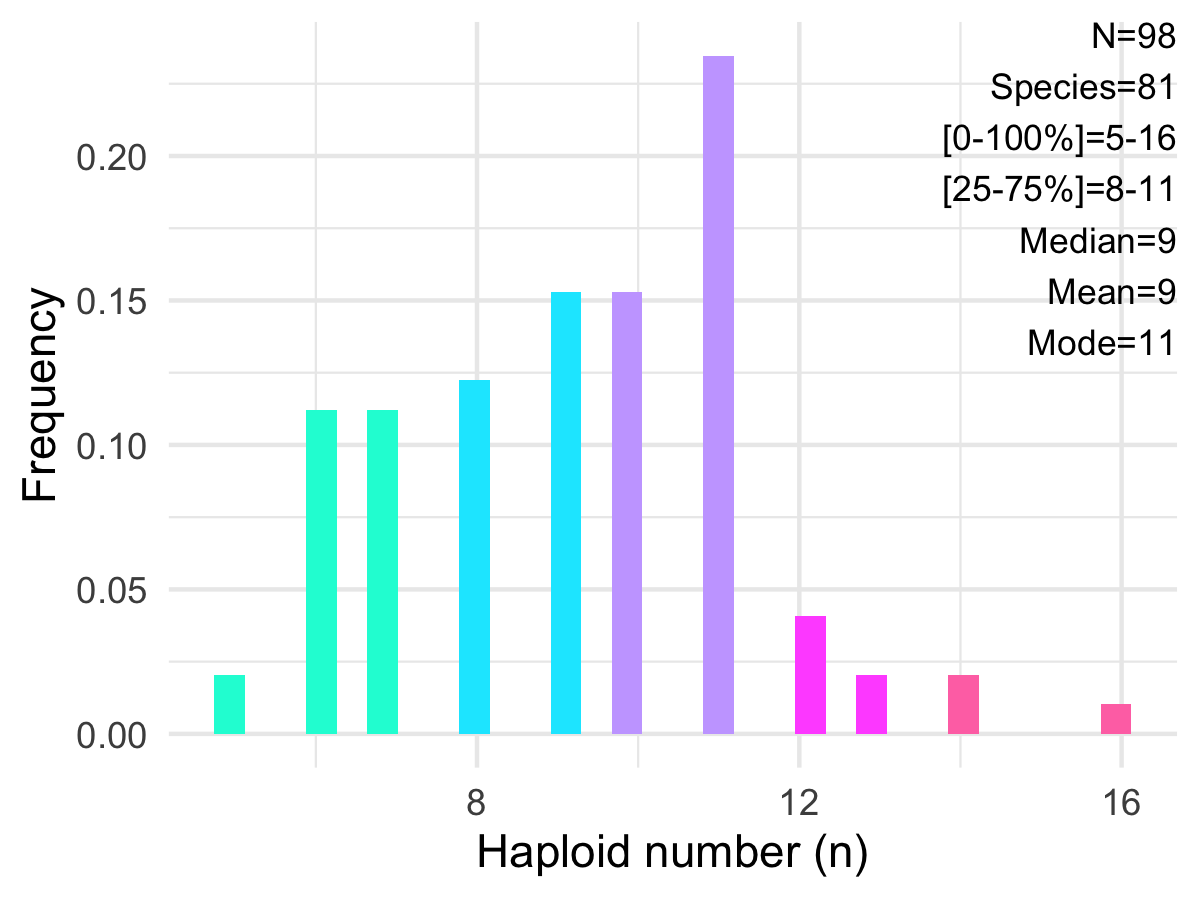 N=98
Species=81
[0-100%]=5-16
[25-75%]=8-11
Median=9
Mean=9
Mode=11
0.20
0.15
0.10
0.05
0.00
Frequency
8 12 16
Haploid number (n)